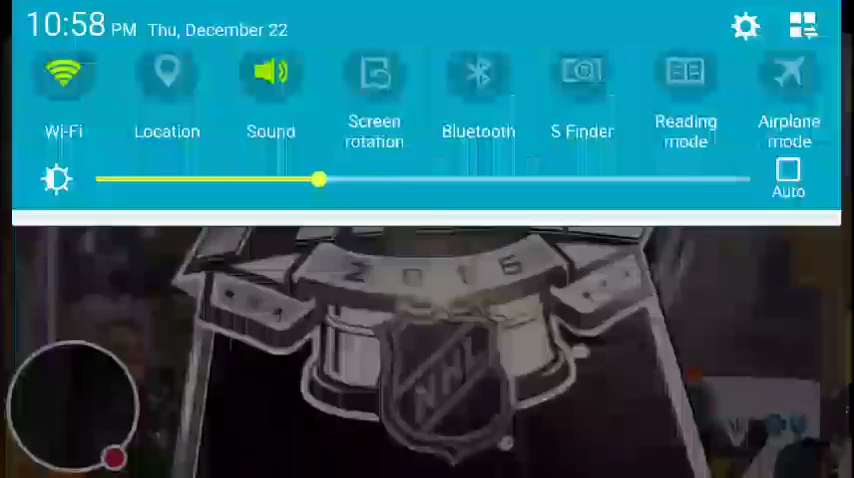 10:58 PM Thu, December 22
Wi-Fi
Location
Sound
Screen
rotation
Bluetooth
S Finder
Reading
mode
Airplane
mode
Auto
NHL